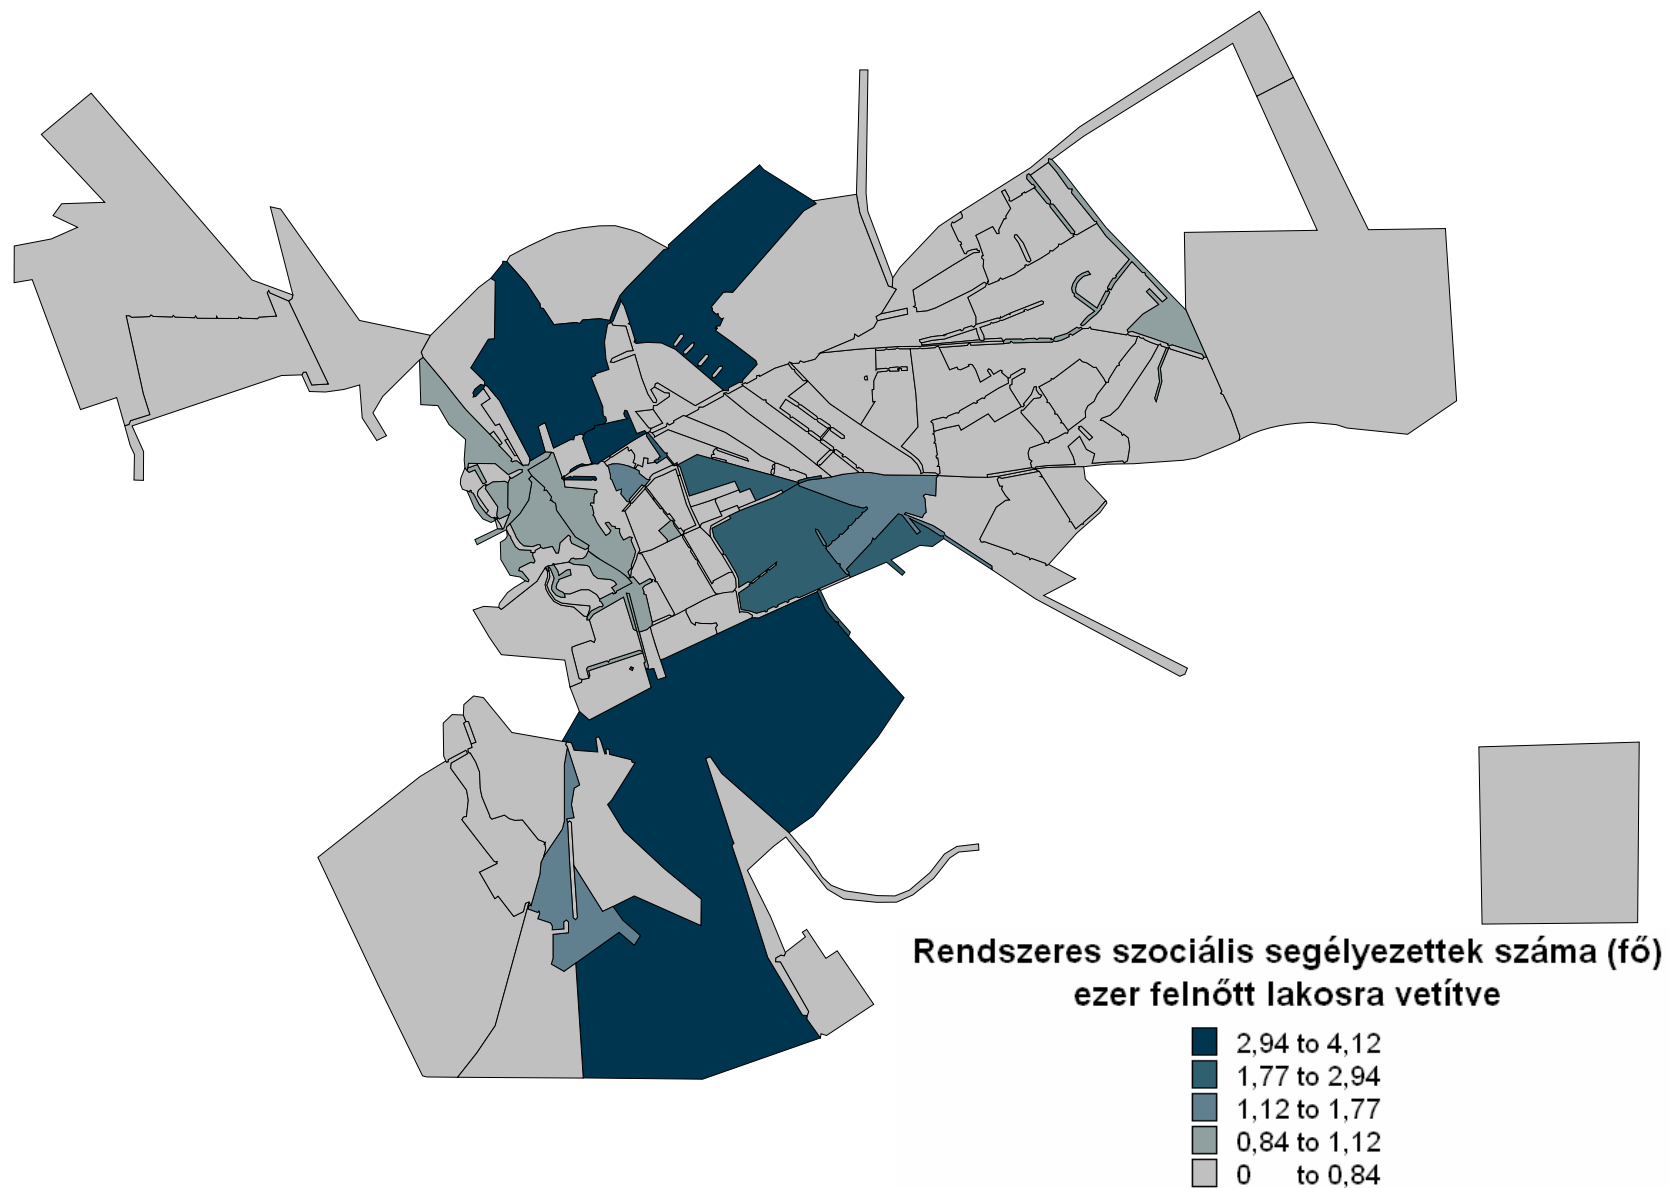 Rendszeres szociális segélyezettek száma (fő)
ezer felnőtt lakosra vetítve
2,94 to 4,12
1,77 to 2,94
1,12 to 1,77
0,84 to 1,12
0 to 0,84